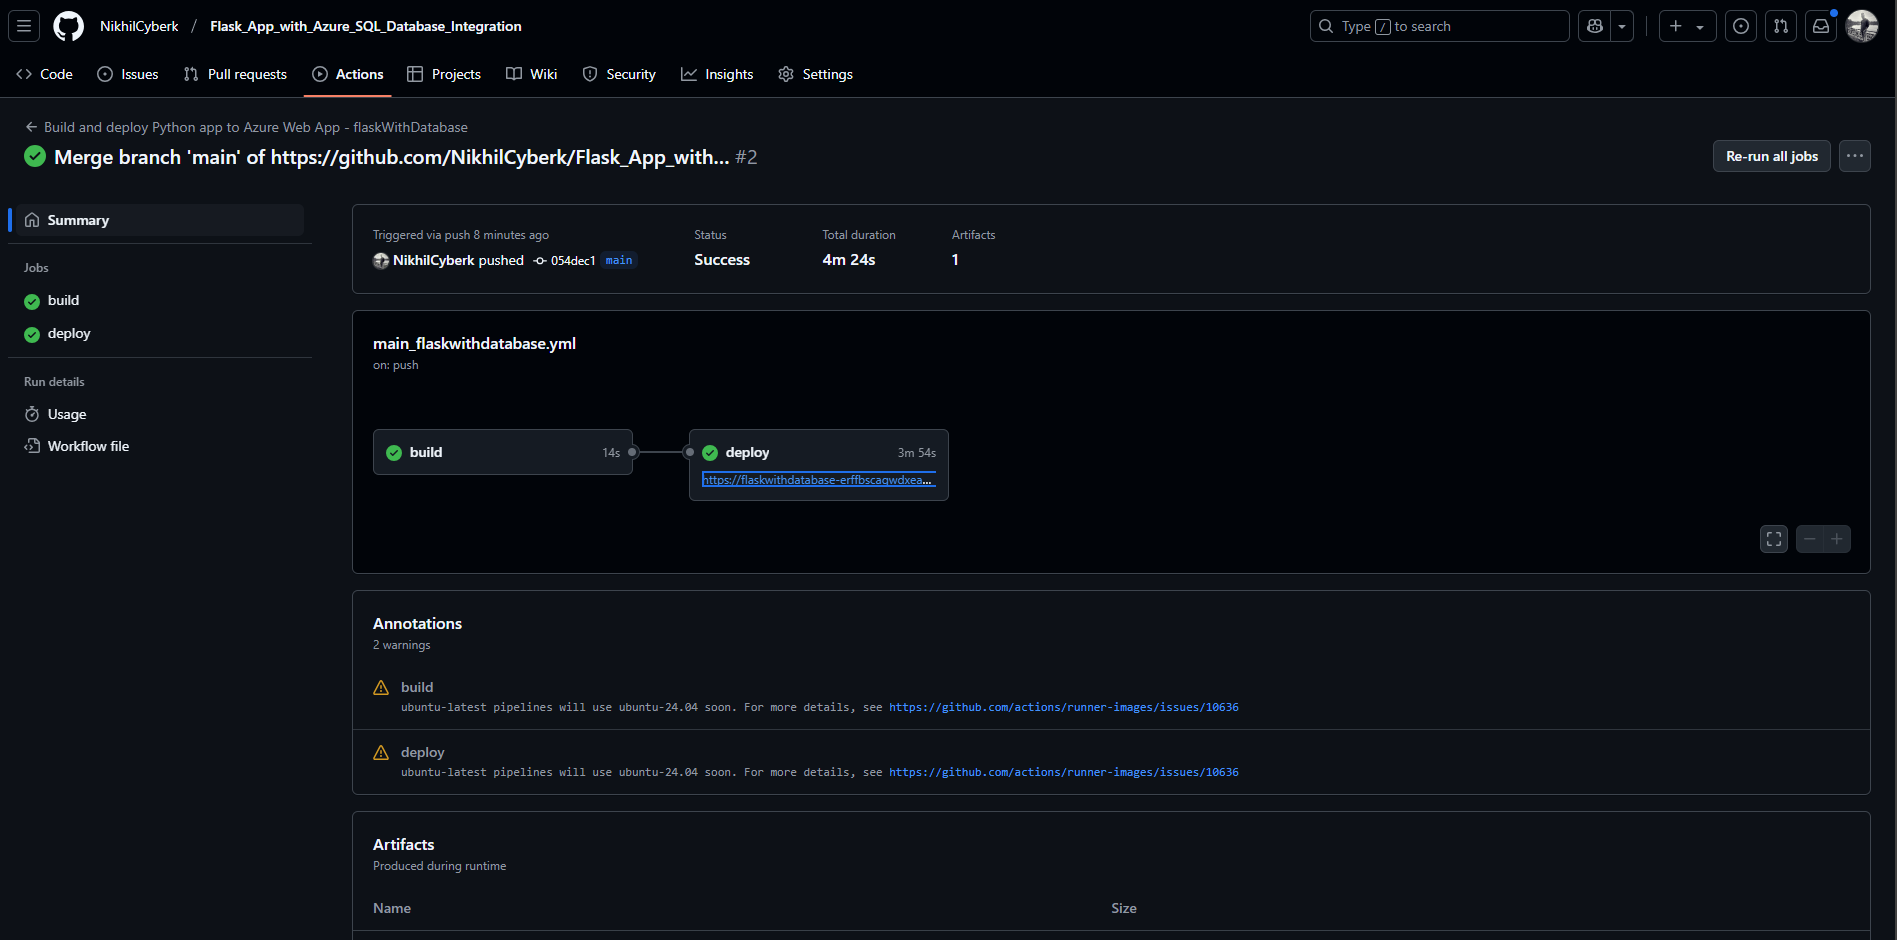 NikhilCyberk / Flask_App_with_Azure_SQL_Database_Integration
Type / to search
Code Issues Pull requests Actions Projects Wiki Security Insights Settings
Build and deploy Python app to Azure Web App - flaskWithDatabase
Merge branch 'main' of https://github.com/NikhilCyberk/Flask_App_with... #2
Re-run all jobs
Summary
Jobs
build
deploy
Run details
Usage
Workflow file
Triggered via push 8 minutes ago
NikhilCyberk pushed 054dec1 main
Status
Success
Total duration
4m 24s
Artifacts
1
main_flaskwithdatabase.yml
on: push
build 14s
deploy 3m 54s
https://flaskwithdatabase-erffbscaqwdxea...
Annotations
2 warnings
build
ubuntu-latest pipelines will use ubuntu-24.04 soon. For more details, see https://github.com/actions/runner-images/issues/10636
deploy
ubuntu-latest pipelines will use ubuntu-24.04 soon. For more details, see https://github.com/actions/runner-images/issues/10636
Artifacts
Produced during runtime
Name Size